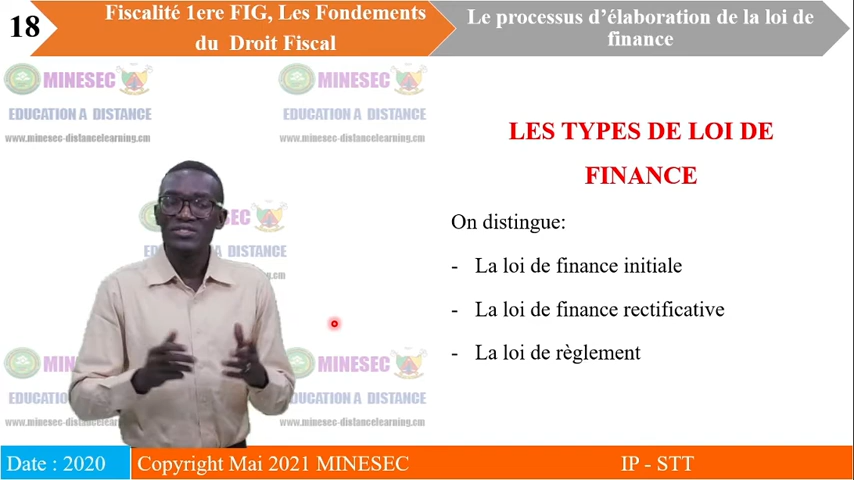 18
Fiscalité 1ere FIG, Les Fondements
du Droit Fiscal
Le processus d’élaboration de la loi de
finance
MINESEC
EDUCATION A DISTANCE
www.minesec-distancelearning.cm
MINESEC
EDUCATION A DISTANCE
www.minesec-distancelearning.cm
LES TYPES DE LOI DE
FINANCE
On distingue:
- La loi de finance initiale
- La loi de finance rectificative
- La loi de règlement
MINESEC
EDUCATION A DISTANCE
www.minesec-distancelearning.cm
Date : 2020
Copyright Mai 2021 MINESEC
IP - STT